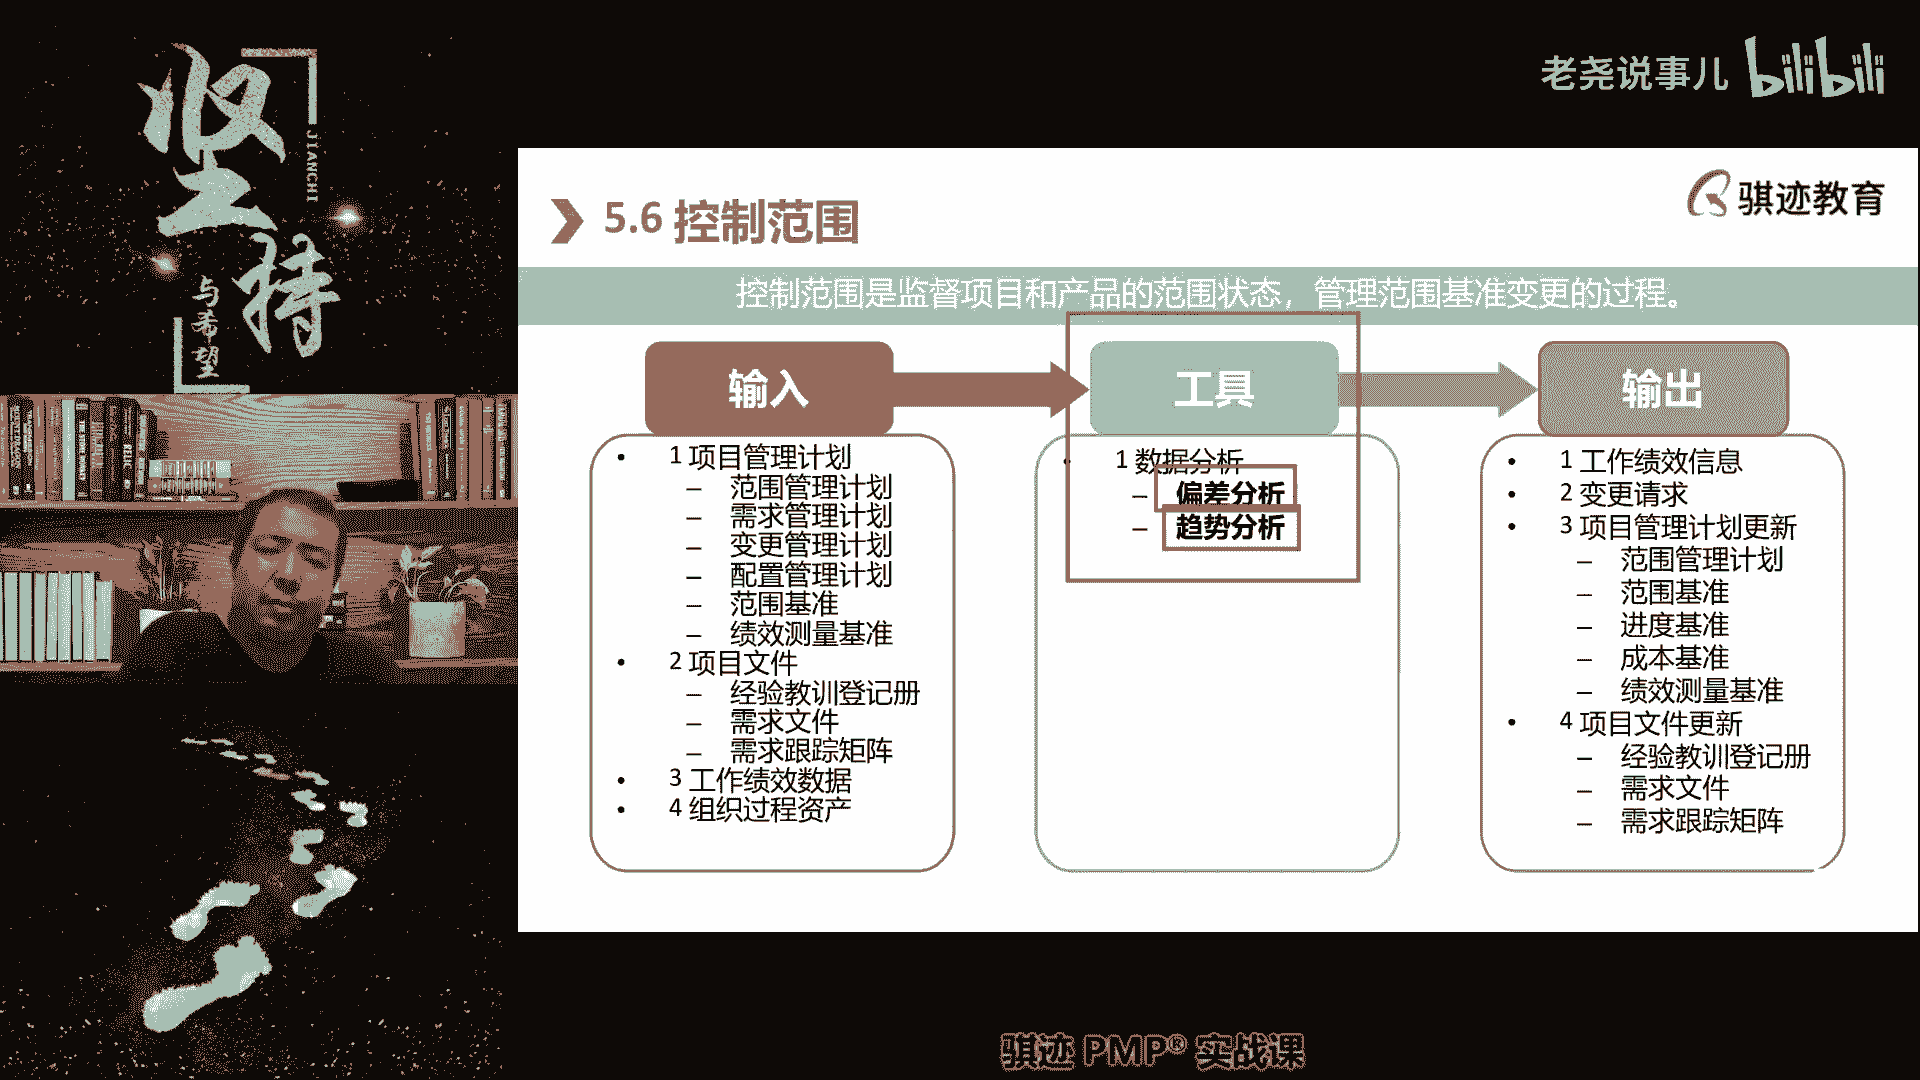 坚持
JIANCHI
与希望
老尧说事儿 bilibili
骐迹教育
5.6 控制范围
控制范围是监督项目和产品的范围状态，管理范围基准变更的过程。
输入
• 1 项目管理计划
– 范围管理计划
– 需求管理计划
– 变更管理计划
– 配置管理计划
– 范围基准
– 绩效测量基准
• 2 项目文件
– 经验教训登记册
– 需求文件
– 需求跟踪矩阵
• 3 工作绩效数据
• 4 组织过程资产
工具
• 1 数据分析
– 偏差分析
– 趋势分析
输出
• 1 工作绩效信息
• 2 变更请求
• 3 项目管理计划更新
– 范围管理计划
– 范围基准
– 进度基准
– 成本基准
– 绩效测量基准
• 4 项目文件更新
– 经验教训登记册
– 需求文件
– 需求跟踪矩阵
骐迹 PMP® 实战课